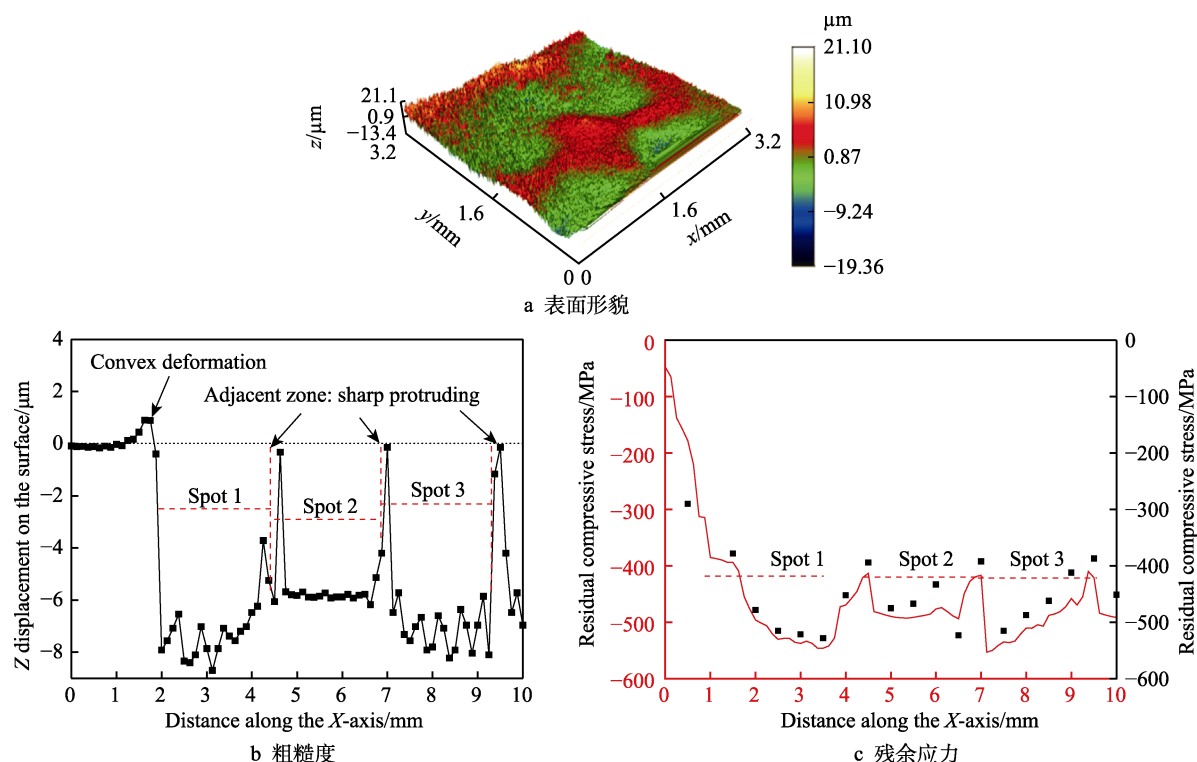 μm
21.10
10.98
0.87
−9.24
−19.36
21.1
0.9
−13.4
z/μm
3.2
1.6
y/mm
0 0
1.6
x/mm
3.2
a 表面形貌
4
2
0
−2
−4
−6
−8
Z displacement on the surface/μm
Convex deformation
Adjacent zone: sharp protruding
Spot 1
Spot 2
Spot 3
0 1 2 3 4 5 6 7 8 9 10
Distance along the X-axis/mm
b 粗糙度
0
−100
−200
−300
−400
−500
−600
Residual compressive stress/MPa
Spot 1
Spot 2
Spot 3
0
−100
−200
−300
−400
−500
−600
Residual compressive stress/MPa
0 1 2 3 4 5 6 7 8 9 10
Distance along the X-axis/mm
c 残余应力